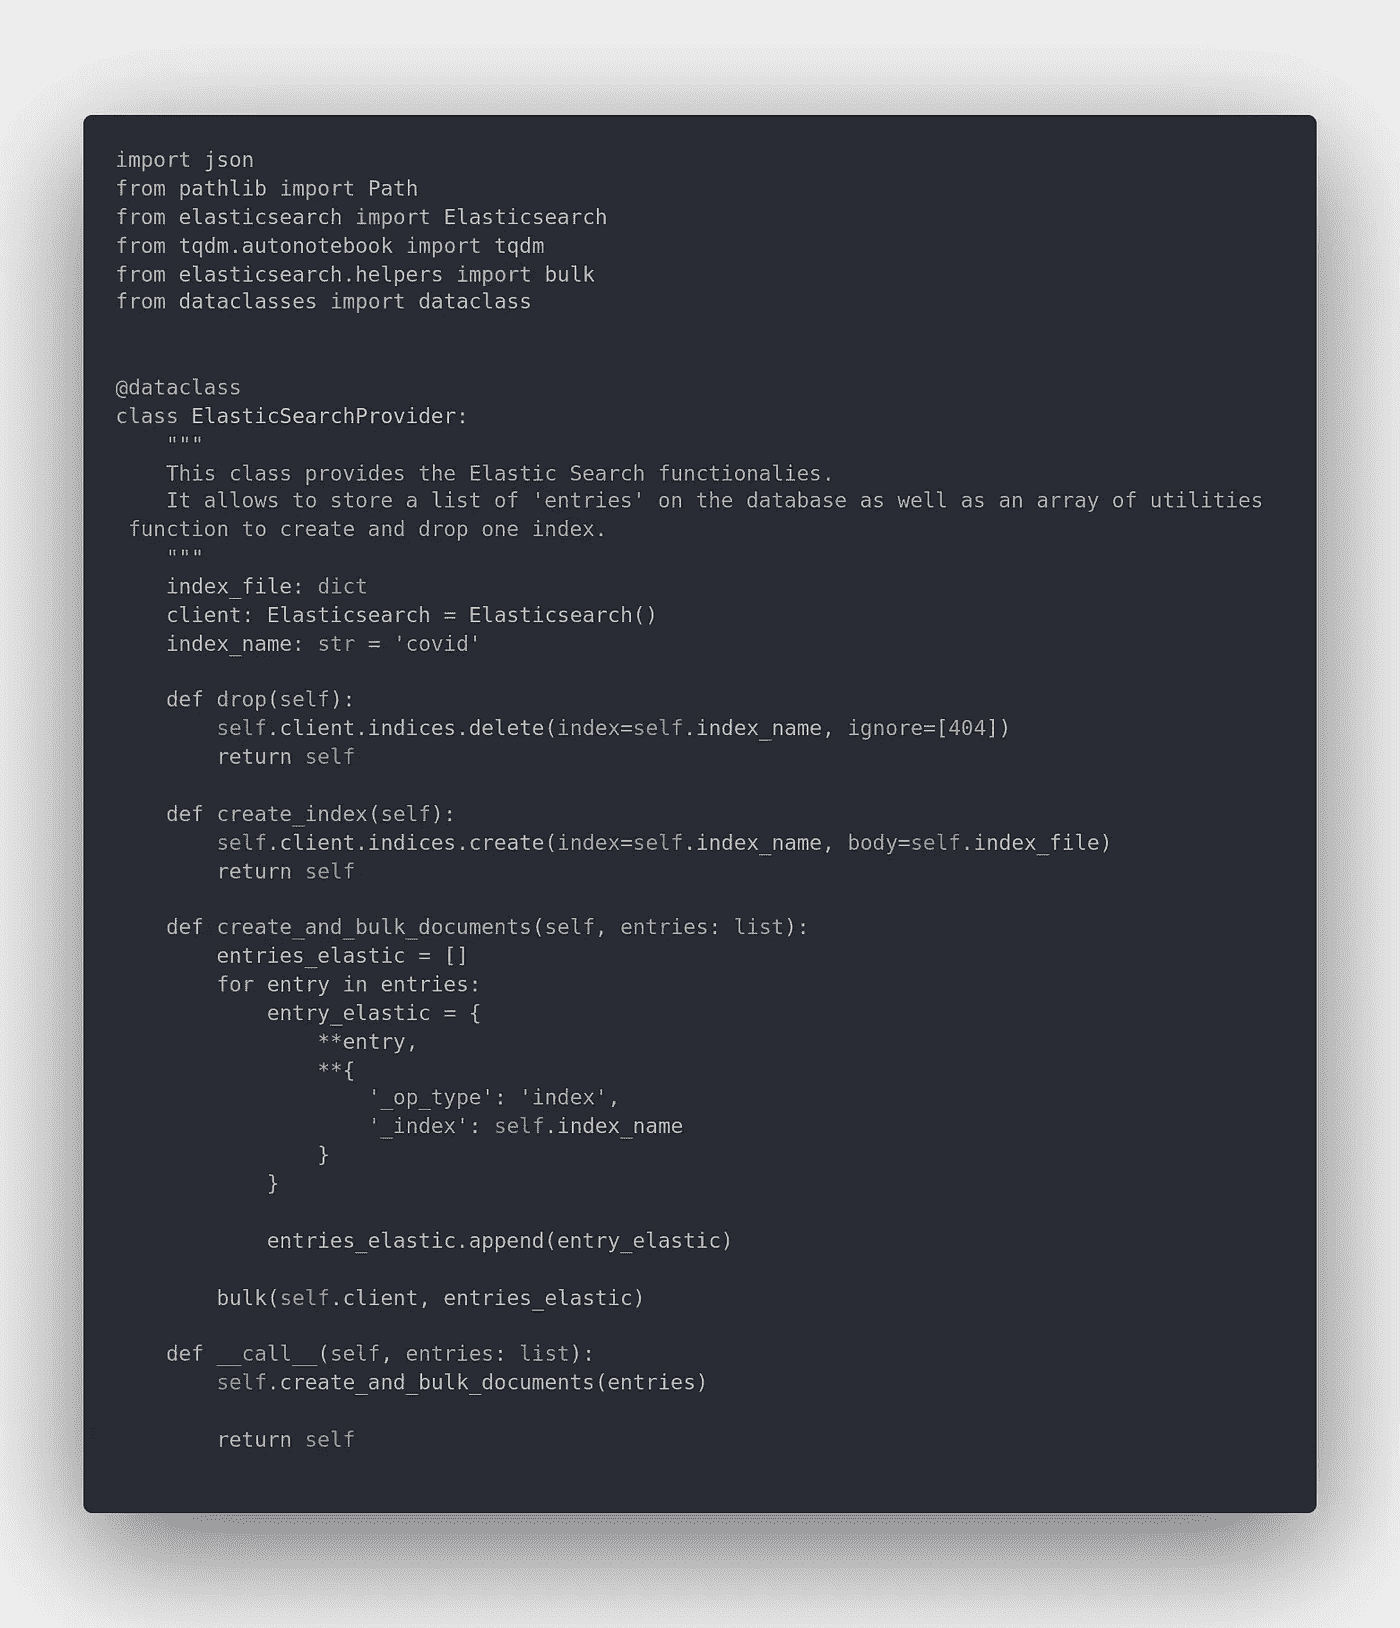 import json
from pathlib import Path
from elasticsearch import Elasticsearch
from tqdm.autonotebook import tqdm
from elasticsearch.helpers import bulk
from dataclasses import dataclass


@dataclass
class ElasticSearchProvider:
    """
    This class provides the Elastic Search functionalies.
    It allows to store a list of 'entries' on the database as well as an array of utilities
 function to create and drop one index.
    """
    index_file: dict
    client: Elasticsearch = Elasticsearch()
    index_name: str = 'covid'

    def drop(self):
        self.client.indices.delete(index=self.index_name, ignore=[404])
        return self

    def create_index(self):
        self.client.indices.create(index=self.index_name, body=self.index_file)
        return self

    def create_and_bulk_documents(self, entries: list):
        entries_elastic = []
        for entry in entries:
            entry_elastic = {
                **entry,
                **{
                    '_op_type': 'index',
                    '_index': self.index_name
                }
            }

            entries_elastic.append(entry_elastic)

        bulk(self.client, entries_elastic)

    def __call__(self, entries: list):
        self.create_and_bulk_documents(entries)

        return self